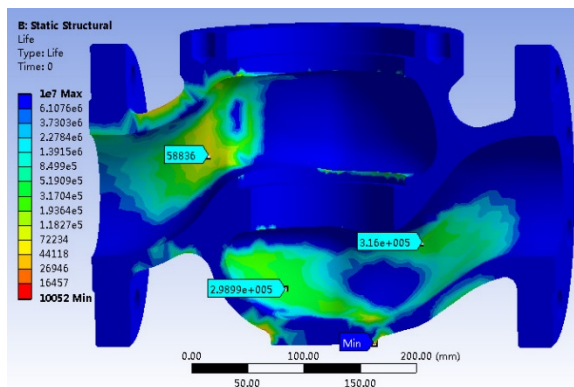 B: Static Structural
Life
Type: Life
Time: 0
1e7 Max
6.1076e6
3.7303e6
2.2784e6
1.3915e6
8.499e5
5.1909e5
3.1704e5
1.9364e5
1.1827e5
72234
44118
26946
16457
10052 Min
58836
3.16e+005
2.9899e+005
Min
0.00 100.00 200.00 (mm)
50.00 150.00